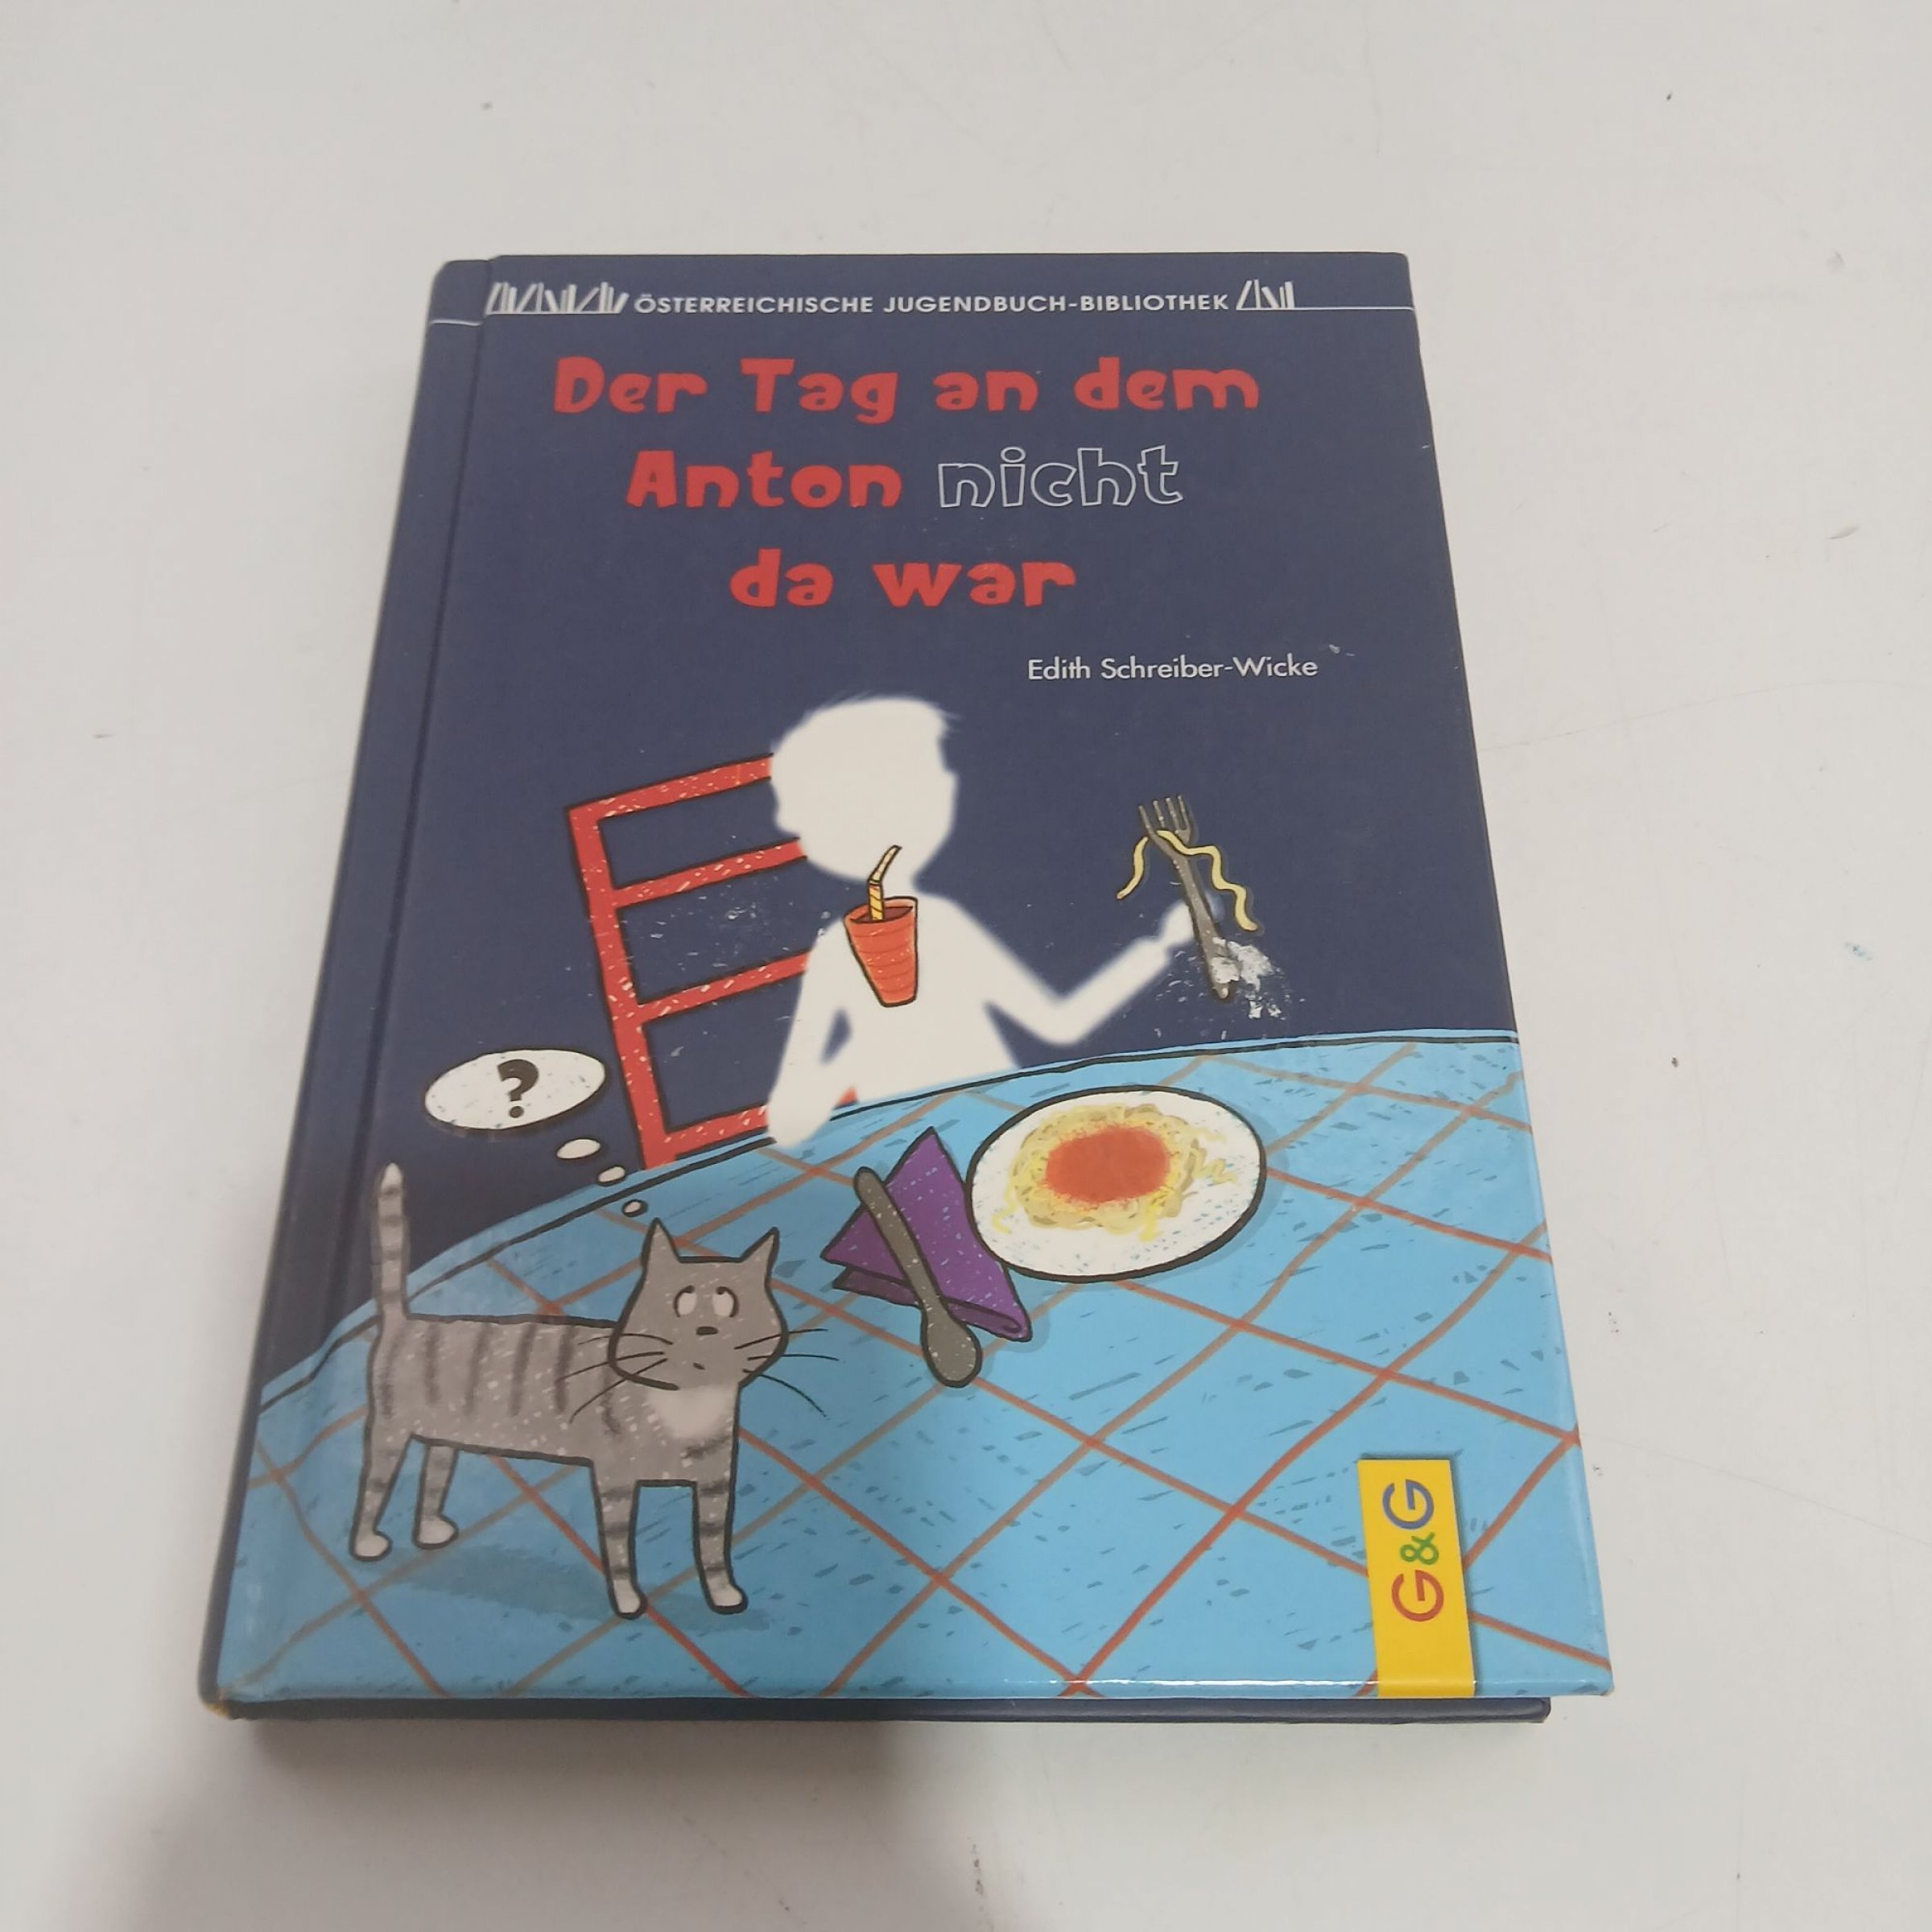 ÖSTERREICHISCHE JUGENDBUCH-BIBLIOTHEK
Der Tag an dem
Anton nicht
da war
Edith Schreiber-Wicke
?
G&G